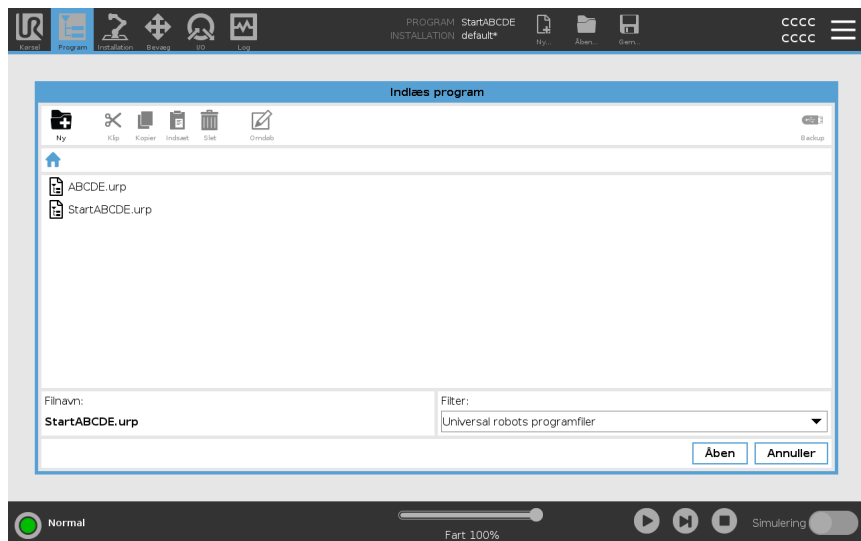 UR
PROGRAM StartABCDE
INSTALLATION default*
CCCC
CCCC
Kørsel Program Installation Bevæg I/O Log
Ny... Åben... Gem...
Indlæs program
Ny Klip Kopier Indsæt Slet Omdøb Backup
ABCDE.urp
StartABCDE.urp
Filnavn: Filter:
StartABCDE.urp Universal robots programfiler
Åben Annuller
Normal Fart 100% Simulering